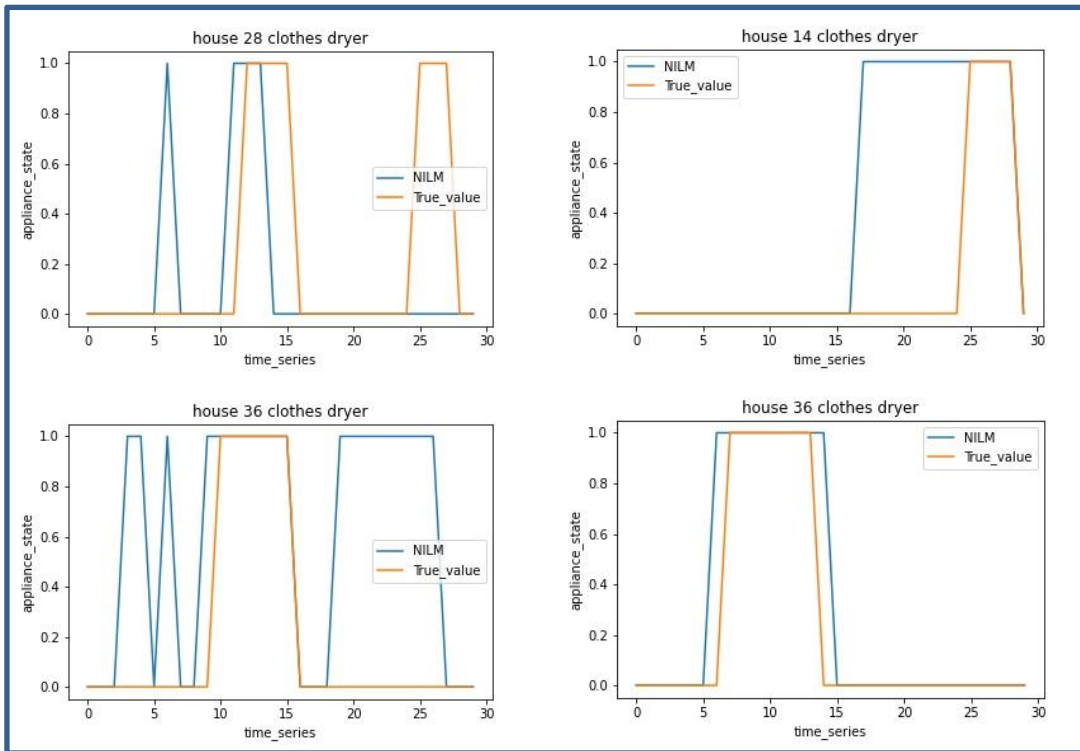 house 28 clothes dryer
1.0
0.8
0.6
0.4
0.2
0.0
appliance_state
NILM
True_value
0 5 10 15 20 25 30
time_series
house 14 clothes dryer
1.0
0.8
0.6
0.4
0.2
0.0
appliance_state
NILM
True_value
0 5 10 15 20 25 30
time_series
house 36 clothes dryer
1.0
0.8
0.6
0.4
0.2
0.0
appliance_state
NILM
True_value
0 5 10 15 20 25 30
time_series
house 36 clothes dryer
1.0
0.8
0.6
0.4
0.2
0.0
appliance_state
NILM
True_value
0 5 10 15 20 25 30
time_series